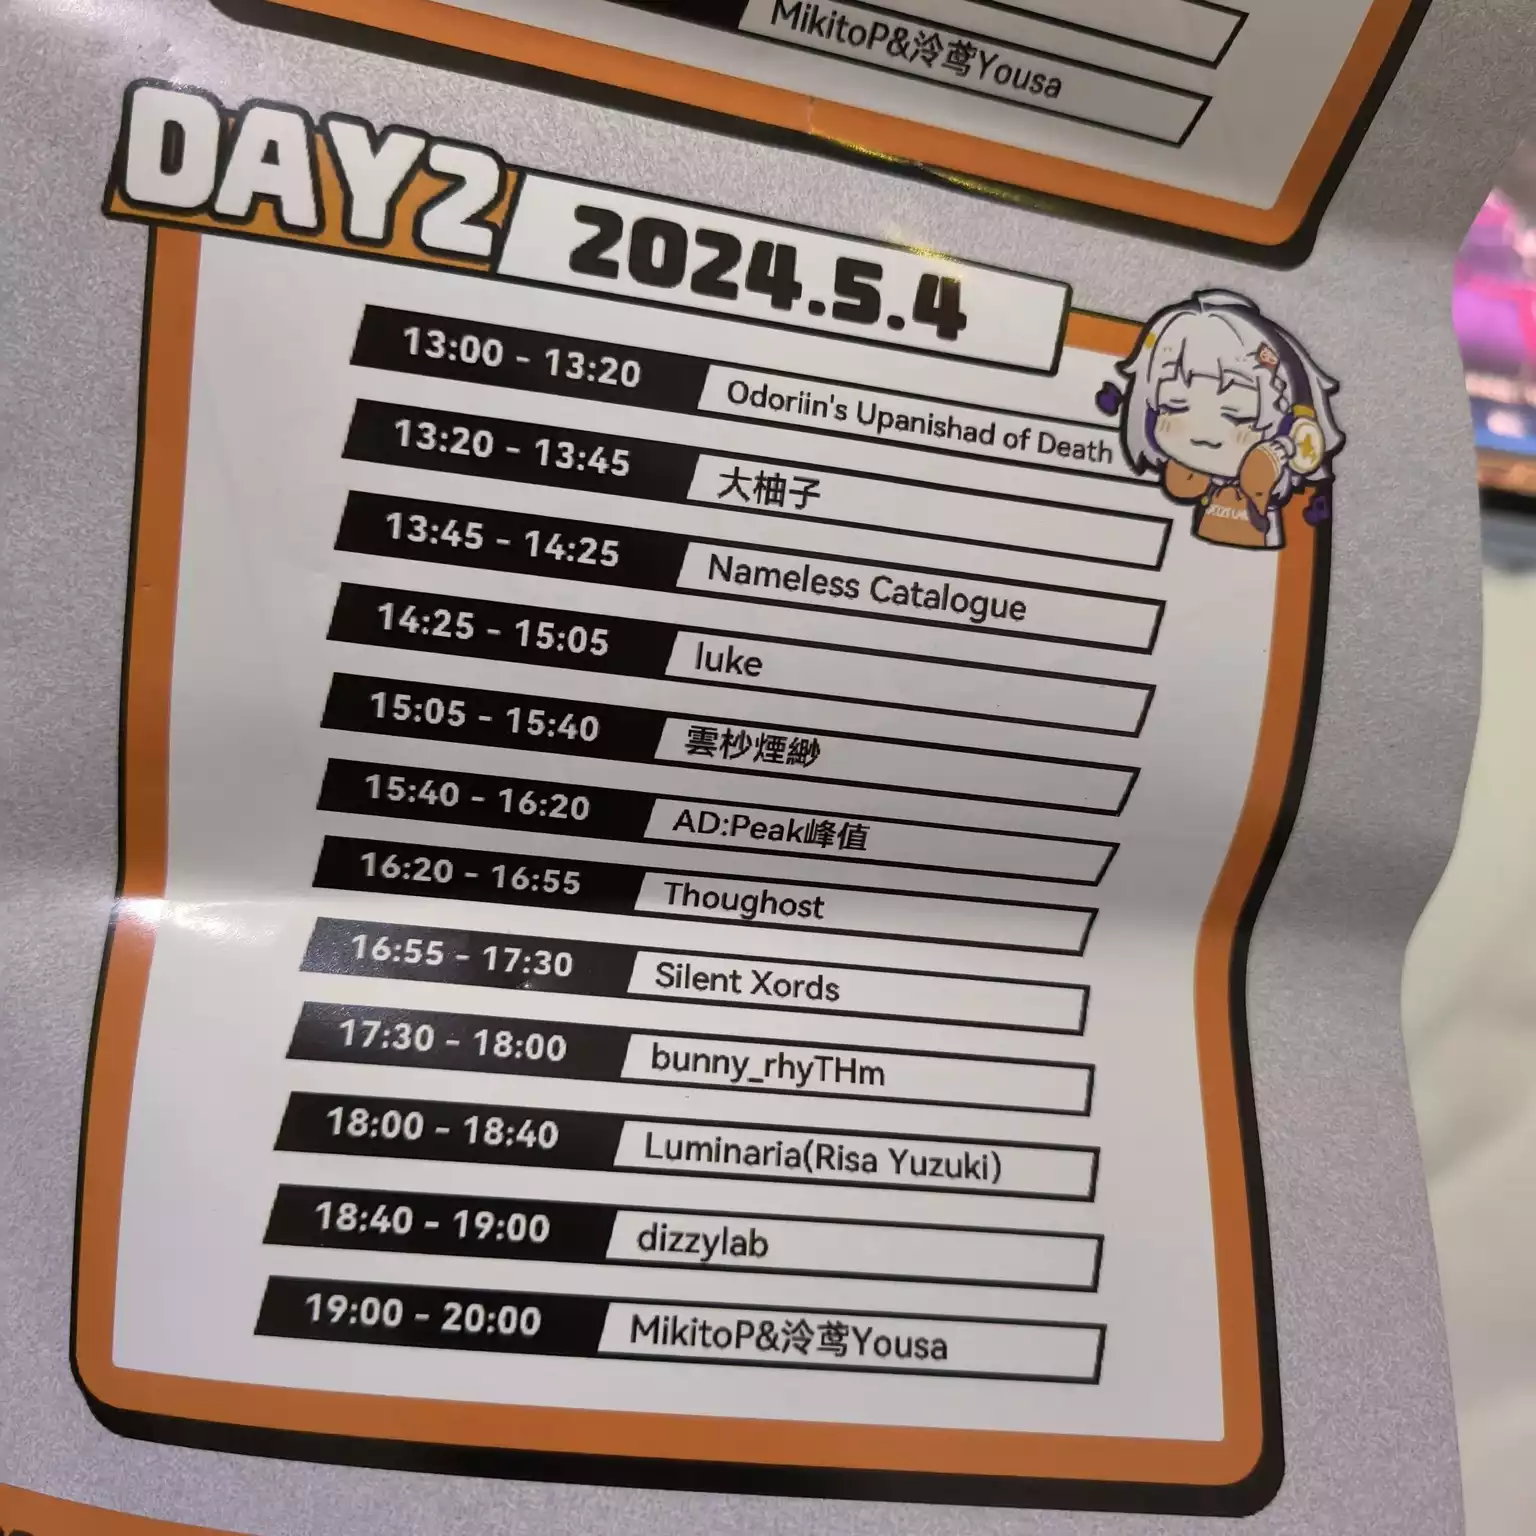 MikitoP&泠鸢Yousa
DAY2 2024.5.4
13:00 - 13:20 Odoriin's Upanishad of Death
13:20 - 13:45 大柚子
13:45 - 14:25 Nameless Catalogue
14:25 - 15:05 luke
15:05 - 15:40 雲杪煙緲
15:40 - 16:20 AD:Peak峰值
16:20 - 16:55 Thoughost
16:55 - 17:30 Silent Xords
17:30 - 18:00 bunny_rhyTHm
18:00 - 18:40 Luminaria(Risa Yuzuki)
18:40 - 19:00 dizzylab
19:00 - 20:00 MikitoP&泠鸢Yousa